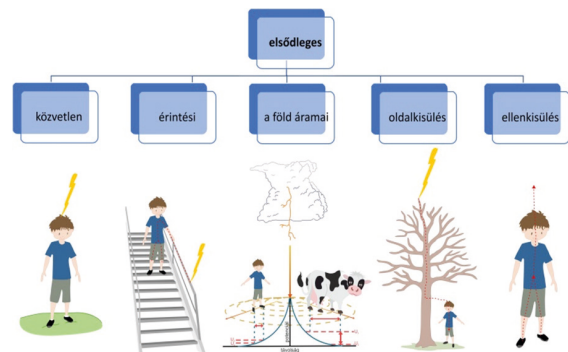 elsődleges
közvetlen
érintési
a föld áramai
oldalkisülés
ellenkisülés